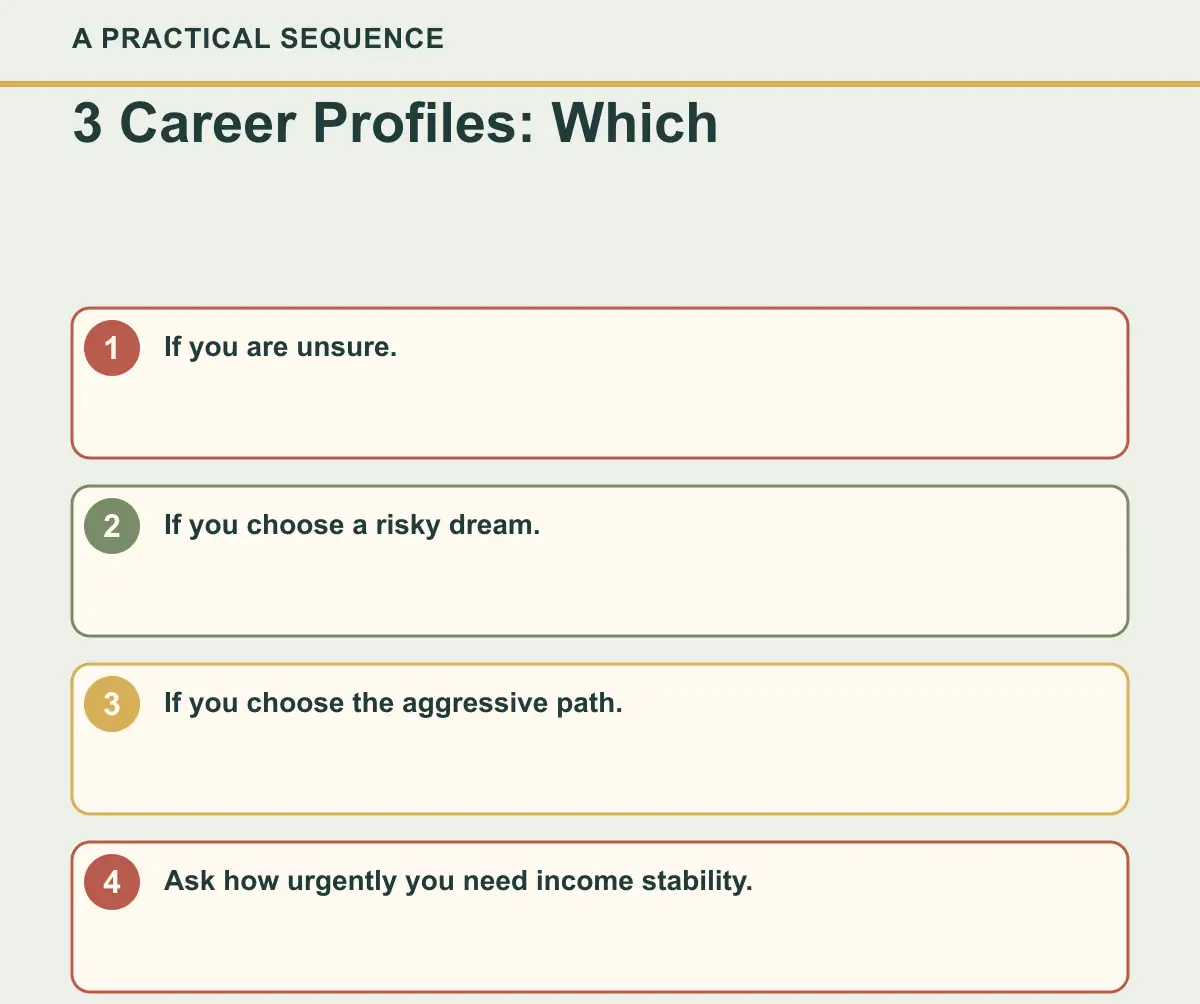 A PRACTICAL SEQUENCE
3 Career Profiles: Which
1 If you are unsure.
2 If you choose a risky dream.
3 If you choose the aggressive path.
4 Ask how urgently you need income stability.